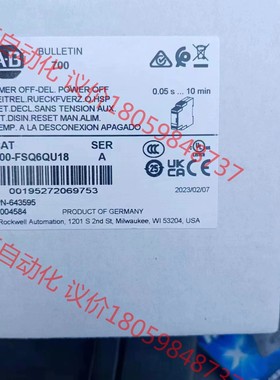 AB
BULLETIN
700
MER OFF-DEL. POWER OFF
EITREL.RUECKFVERZ.O.HSP
ET.DECL.SANS TENSION AUX.
T.DISIN.RESET MAN.ALIM.
EMP. A LA DESCONEXION APAGADO
0.05 s ... 10 min
AT
SER
00-FSQ6QU18
A
00195272069753
2023/02/07
PN-643595
004584
PRODUCT OF GERMANY
Rockwell Automation, 1201 S 2nd St, Milwaukee, WI 53204, USA
自动化 议价18059848737
自动化 议价18059848737